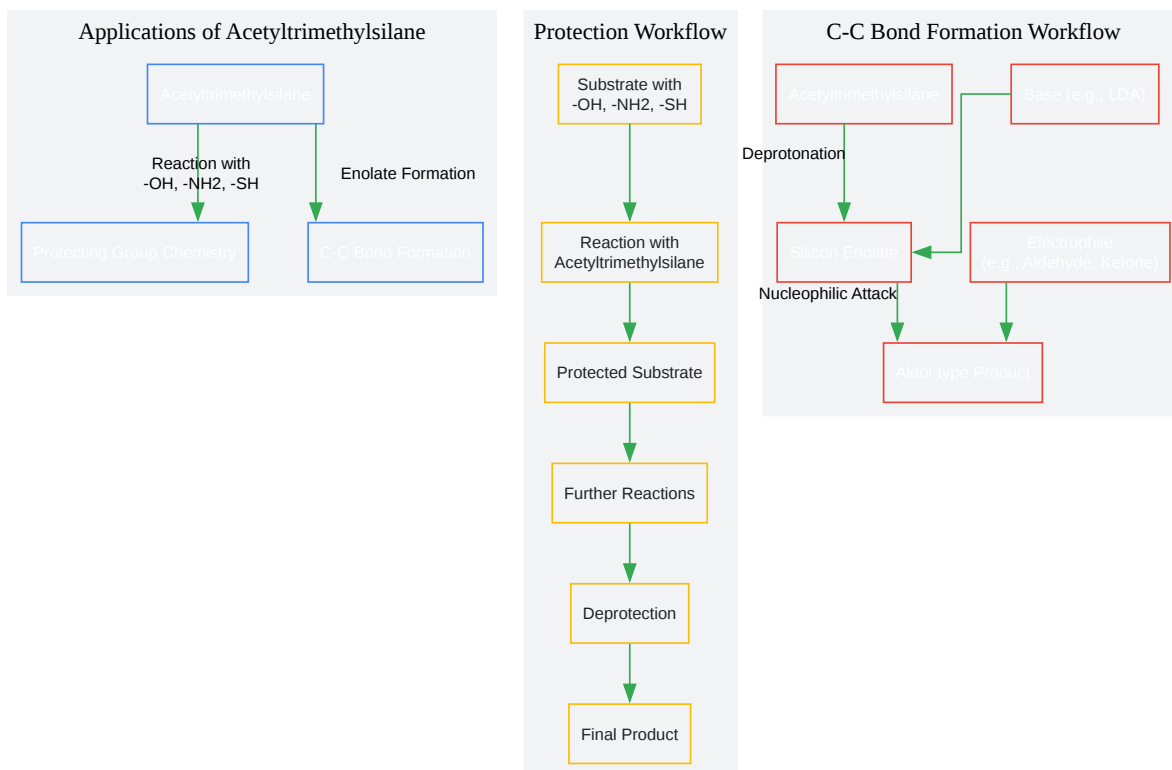 Applications of Acetyltrimethylsilane
Acetyltrimethylsilane
Reaction with
-OH, -NH2, -SH
Enolate Formation
Protecting Group Chemistry
C-C Bond Formation
Protection Workflow
Substrate with
-OH, -NH2, -SH
Reaction with
Acetyltrimethylsilane
Protected Substrate
Further Reactions
Deprotection
Final Product
C-C Bond Formation Workflow
Acetyltrimethylsilane
Base (e.g., LDA)
Deprotonation
Silicon Enolate
Electrophile
(e.g., Aldehyde, Ketone)
Nucleophilic Attack
Aldol-type Product